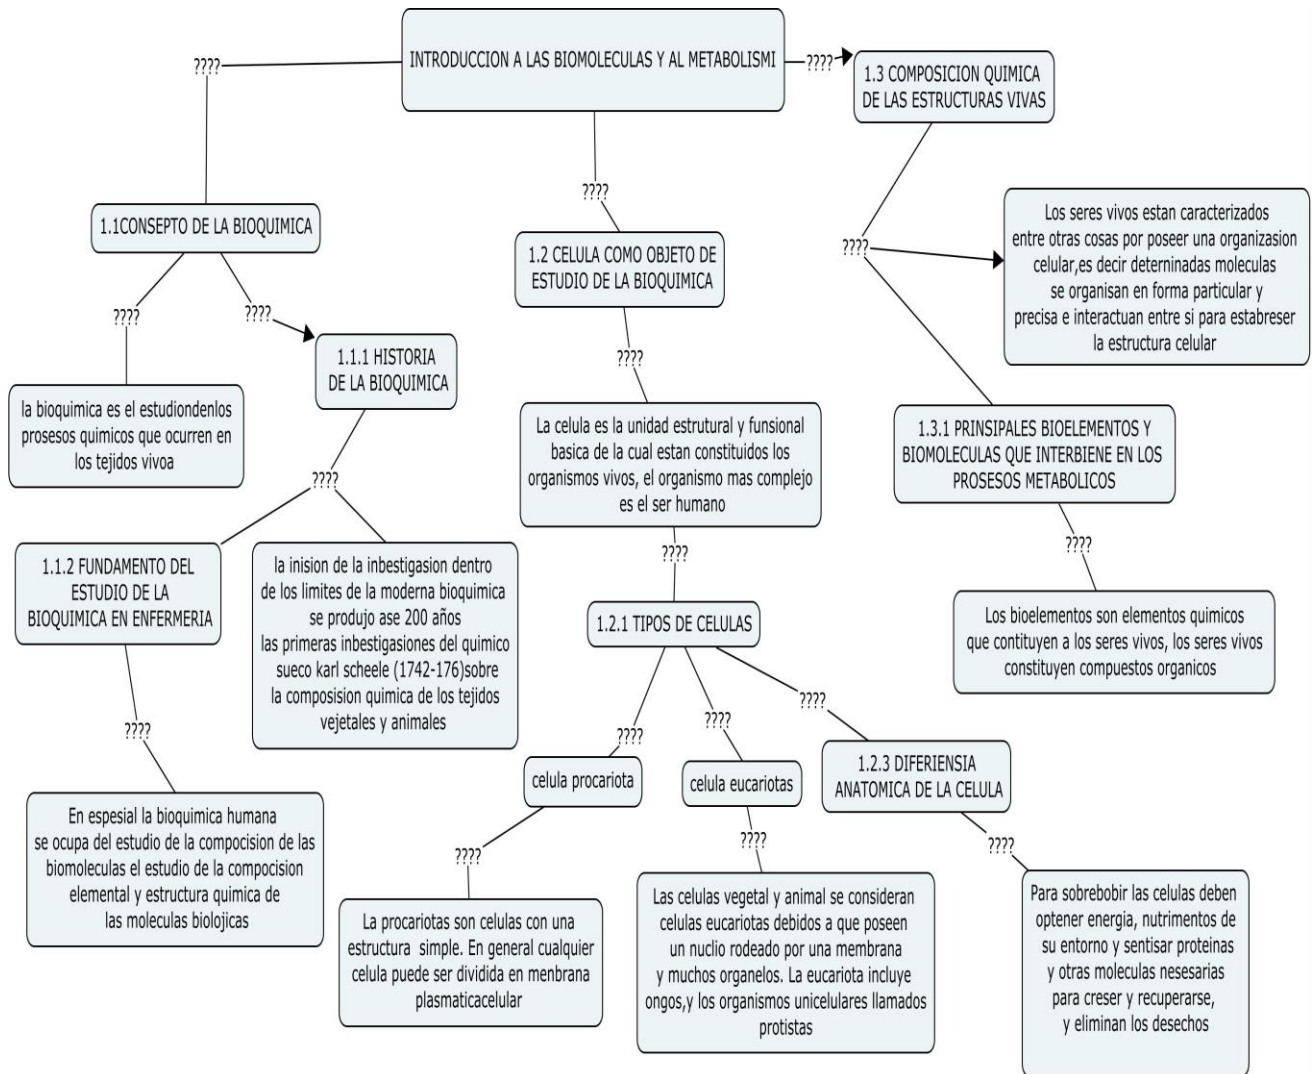 INTRODUCCION A LAS BIOMOLECULAS Y AL METABOLISMI
????
????
1.3 COMPOSICION QUIMICA
DE LAS ESTRUCTURAS VIVAS
????
1.1CONSEPTO DE LA BIOQUIMICA
????
????
1.1.1 HISTORIA
DE LA BIOQUIMICA
la bioquimica es el estudiondenlos
prosesos quimicos que ocurren en
los tejidos vivoa
????
1.1.2 FUNDAMENTO DEL
ESTUDIO DE LA
BIOQUIMICA EN ENFERMERIA
la inision de la inbestigasion dentro
de los limites de la moderna bioquimica
se produjo ase 200 años
las primeras inbestigasiones del quimico
sueco karl scheele (1742-176)sobre
la composision quimica de los tejidos
vejetales y animales
????
En espesial la bioquimica humana
se ocupa del estudio de la compocision de las
biomoleculas el estudio de la compocision
elemental y estructura quimica de
las moleculas biolojicas
1.2 CELULA COMO OBJETO DE
ESTUDIO DE LA BIOQUIMICA
????
La celula es la unidad estrutural y funsional
basica de la cual estan constituidos los
organismos vivos, el organismo mas complejo
es el ser humano
????
1.2.1 TIPOS DE CELULAS
????
????
????
celula procariota
celula eucariotas
1.2.3 DIFERIENSIA
ANATOMICA DE LA CELULA
????
????
????
La procariotas son celulas con una
estructura simple. En general cualquier
celula puede ser dividida en menbrana
plasmaticacelular
Las celulas vegetal y animal se consideran
celulas eucariotas debidos a que poseen
un nuclio rodeado por una membrana
y muchos organelos. La eucariota incluye
ongos,y los organismos unicelulares llamados
protistas
Para sobrebobir las celulas deben
optener energia, nutrimentos de
su entorno y sentisar proteinas
y otras moleculas nesesarias
para creser y recuperarse,
y eliminan los desechos
????
Los seres vivos estan caracterizados
entre otras cosas por poseer una organizasion
celular,es decir deterninadas moleculas
se organisan en forma particular y
precisa e interactuan entre si para estabreser
la estructura celular
1.3.1 PRINSIPALES BIOELEMENTOS Y
BIOMOLECULAS QUE INTERBIENE EN LOS
PROSESOS METABOLICOS
????
Los bioelementos son elementos quimicos
que contituyen a los seres vivos, los seres vivos
constituyen compuestos organicos